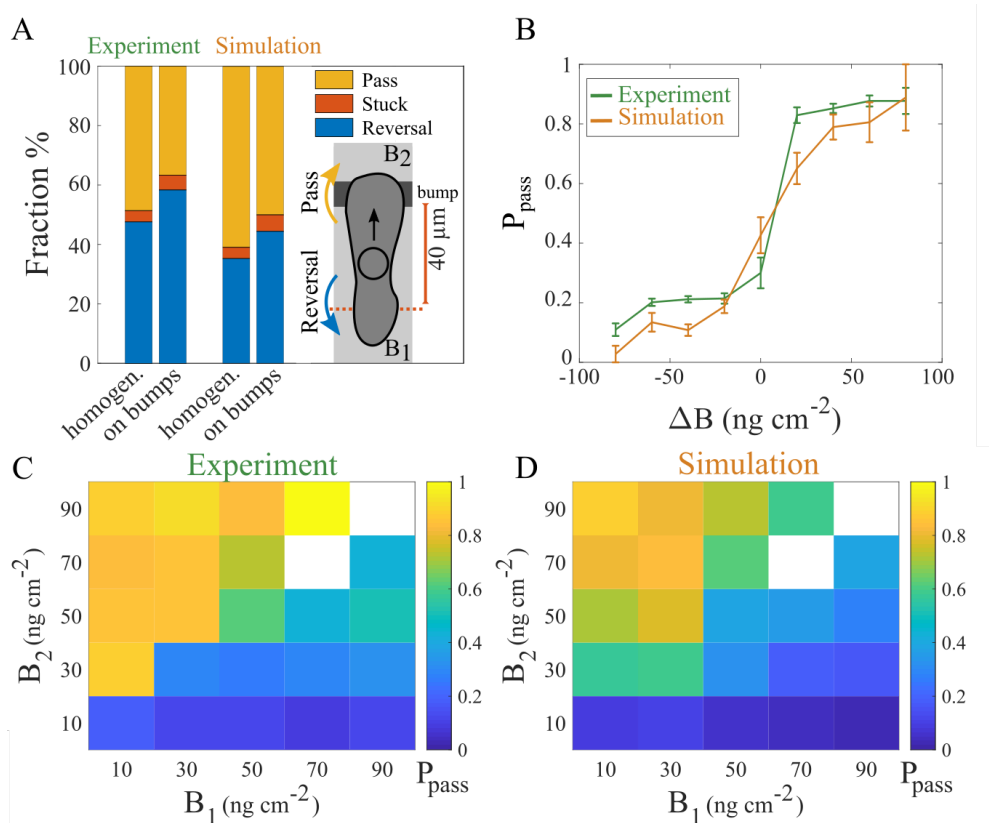 A
Experiment Simulation
Fraction %
100
80
60
40
20
0
homogen.
on bumps
homogen.
on bumps
Pass
Stuck
Reversal
B2
Pass
bump
40 μm
Reversal
B1
B
Experiment
Simulation
Ppass
1
0.8
0.6
0.4
0.2
0
-100 -50 0 50 100
ΔB (ng cm-2)
C
Experiment
B2 (ng cm-2)
90
70
50
30
10
10 30 50 70 90
B1 (ng cm-2)
1
0.8
0.6
0.4
0.2
0
Ppass
D
Simulation
B2 (ng cm-2)
90
70
50
30
10
10 30 50 70 90
B1 (ng cm-2)
1
0.8
0.6
0.4
0.2
0
Ppass